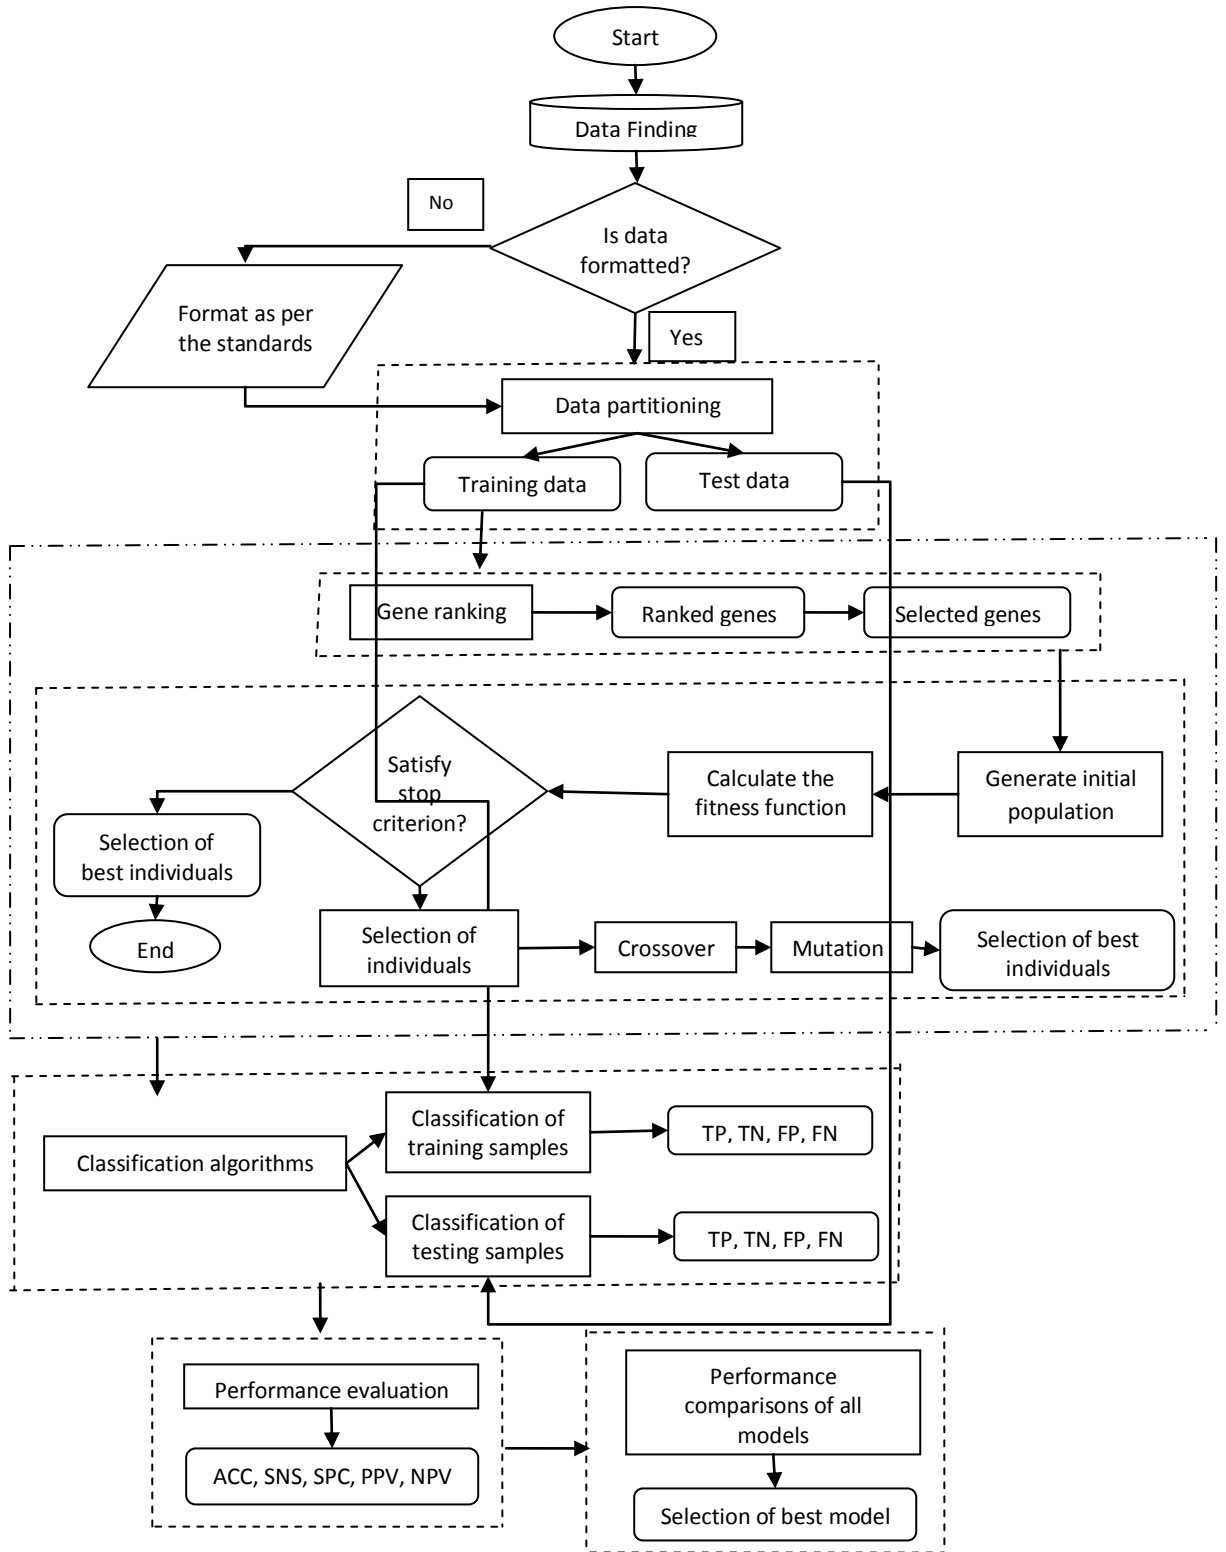 Start
Data Finding
No
Is data
formatted?
Format as per
the standards
Yes
Data partitioning
Training data
Test data
Gene ranking
Ranked genes
Selected genes
Satisfy
stop
criterion?
Calculate the
fitness function
Generate initial
population
Selection of
best individuals
End
Selection of
individuals
Crossover
Mutation
Selection of best
individuals
Classification algorithms
Classification of
training samples
TP, TN, FP, FN
Classification of
testing samples
TP, TN, FP, FN
Performance evaluation
ACC, SNS, SPC, PPV, NPV
Performance
comparisons of all
models
Selection of best model